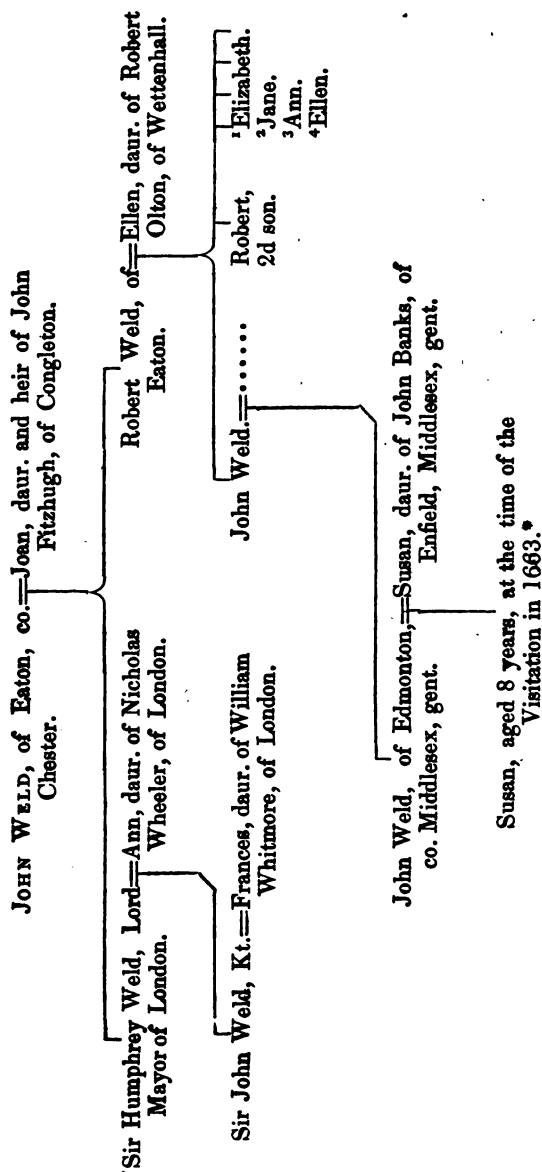 JOHN WELD, of Eaton, co.=Joan, daur. and heir of John
Chester.
Fitzhugh, of Congleton.
Sir Humphrey Weld, Lord=Ann, daur. of Nicholas
Mayor of London.
Wheeler, of London.
Robert Weld, of=Ellen, daur. of Robert
Eaton.
Olton, of Wettenhall.
Sir John Weld, Kt.=Frances, daur. of William
Whitmore, of London.
John Weld.=......
Robert,
2d son.
¹Elizabeth.
²Jane.
³Ann.
⁴Ellen.
John Weld, of Edmonton,=Susan, daur. of John Banks, of
co. Middlesex, gent.
Enfield, Middlesex, gent.
Susan, aged 8 years, at the time of the
Visitation in 1663.*